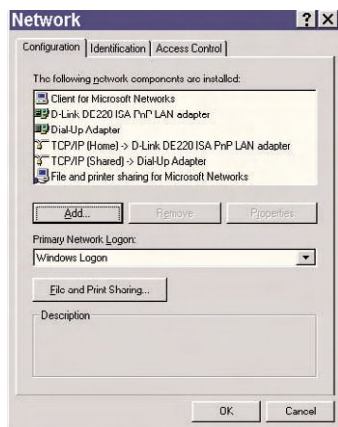 Network
Configuration Identification Access Control
The following network components are installed:
Client for Microsoft Networks
D-Link DE220 ISA PnP LAN adapter
Dial-Up Adapter
TCP/IP (Home) -> D-Link DE220 ISA PnP LAN adapter
TCP/IP (Shared) -> Dial-Up Adapter
File and printer sharing for Microsoft Networks
Add... Remove Properties
Primary Network Logon:
Windows Logon
File and Print Sharing...
Description
OK Cancel